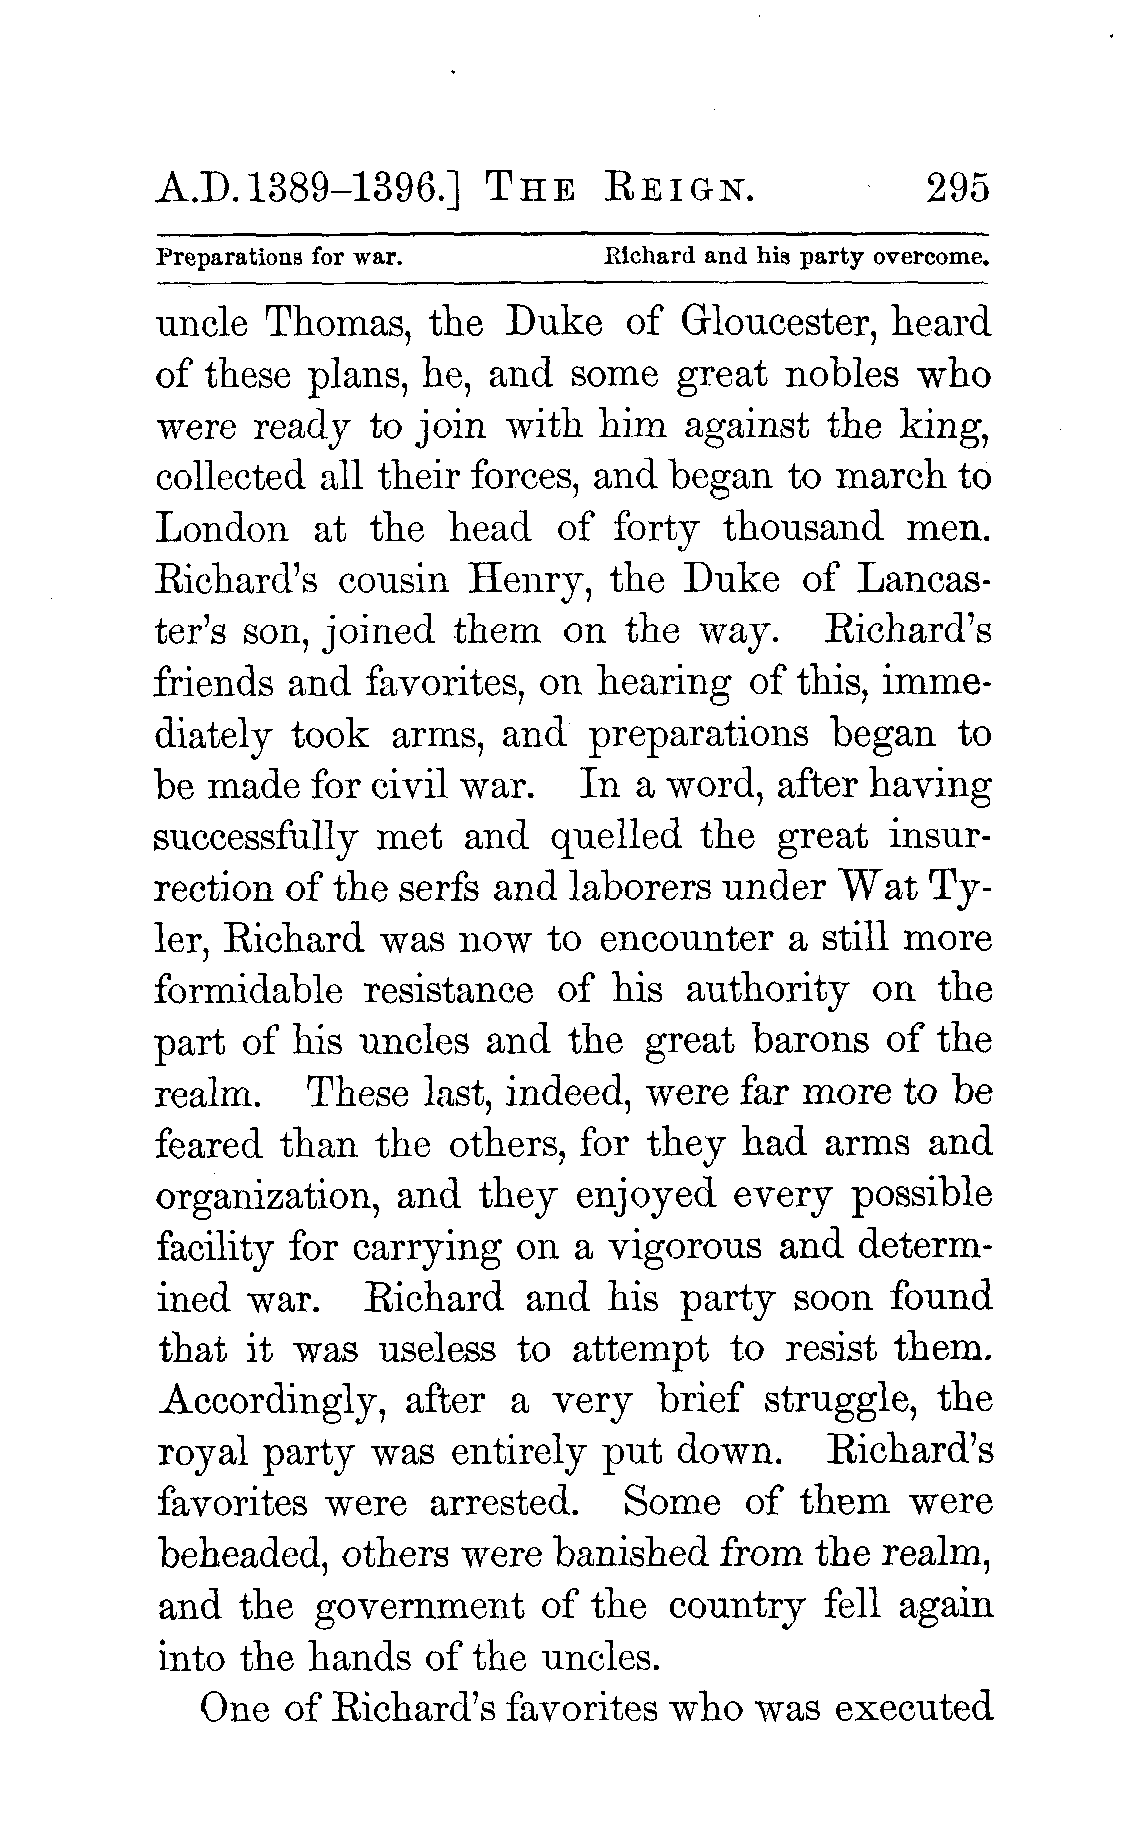 A.D. 1389–1396.] THE REIGN. 295
Preparations for war. Richard and his party overcome.
uncle Thomas, the Duke of Gloucester, heard
of these plans, he, and some great nobles who
were ready to join with him against the king,
collected all their forces, and began to march to
London at the head of forty thousand men.
Richard's cousin Henry, the Duke of Lancas-
ter's son, joined them on the way. Richard's
friends and favorites, on hearing of this, imme-
diately took arms, and preparations began to
be made for civil war. In a word, after having
successfully met and quelled the great insur-
rection of the serfs and laborers under Wat Ty-
ler, Richard was now to encounter a still more
formidable resistance of his authority on the
part of his uncles and the great barons of the
realm. These last, indeed, were far more to be
feared than the others, for they had arms and
organization, and they enjoyed every possible
facility for carrying on a vigorous and determ-
ined war. Richard and his party soon found
that it was useless to attempt to resist them.
Accordingly, after a very brief struggle, the
royal party was entirely put down. Richard's
favorites were arrested. Some of them were
beheaded, others were banished from the realm,
and the government of the country fell again
into the hands of the uncles.
One of Richard's favorites who was executed